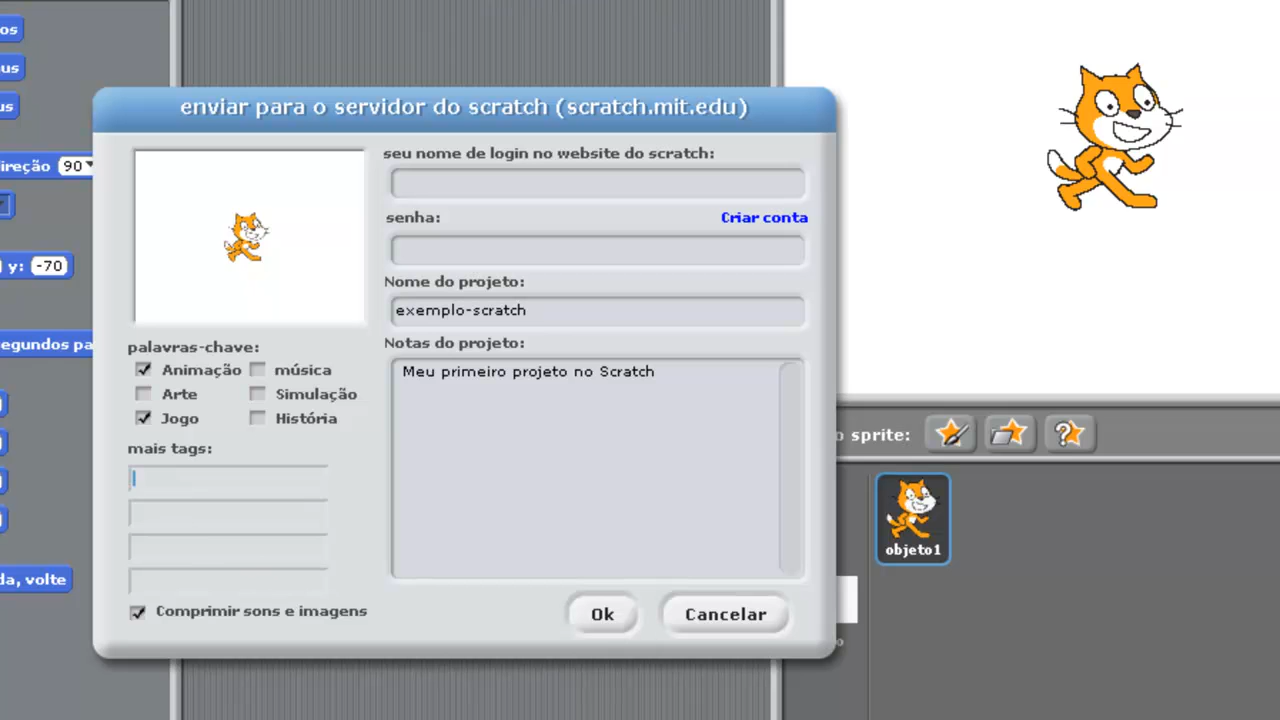 os
us
us
ireção 90
y: -70
egundos pa
da, volte
enviar para o servidor do scratch (scratch.mit.edu)
seu nome de login no website do scratch:
senha: Criar conta
Nome do projeto:
exemplo-scratch
Notas do projeto:
Meu primeiro projeto no Scratch
palavras-chave:
Animação música
Arte Simulação
Jogo História
mais tags:
Comprimir sons e imagens
Ok Cancelar
o sprite:
objeto1
o